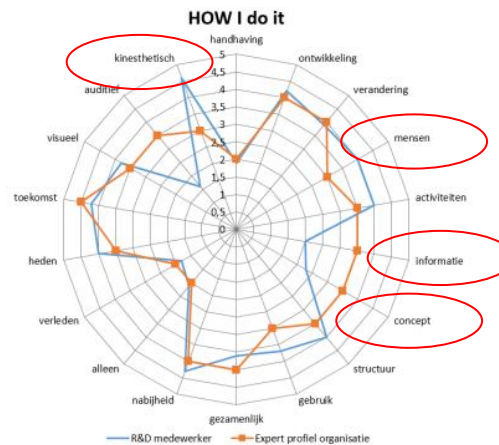 HOW I do it
handhaving
kinesthetisch
ontwikkeling
auditief
verandering
visueel
mensen
toekomst
activiteiten
heden
informatie
verleden
concept
alleen
structuur
nabijheid
gebruik
gezamenlijk
5
4,5
4
3,5
3
2,5
2
1,5
1
0,5
0
R&D medewerker
Expert profiel organisatie